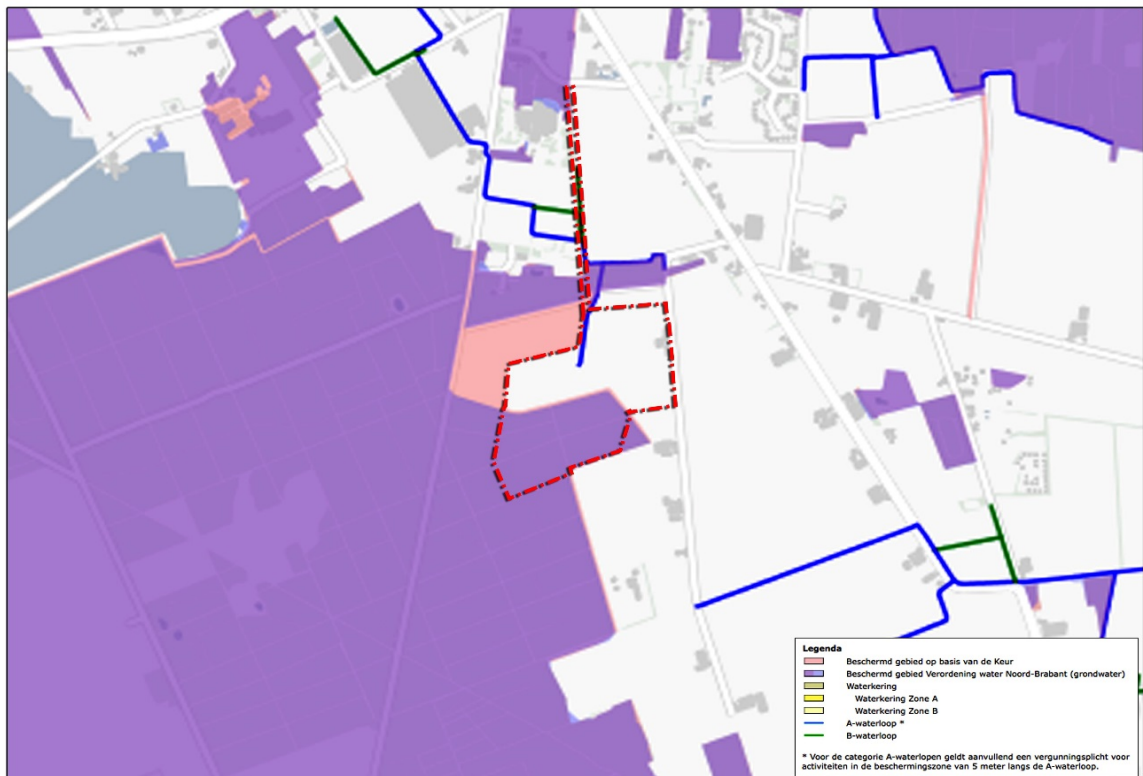 Legenda
Beschermd gebied op basis van de Keur
Beschermd gebied Verordening water Noord-Brabant (grondwater)
Waterkering
Waterkering Zone A
Waterkering Zone B
A-waterloop *
B-waterloop
* Voor de categorie A-waterlopen geldt aanvullend een vergunningsplicht voor
activiteiten in de beschermingszone van 5 meter langs de A-waterloop.